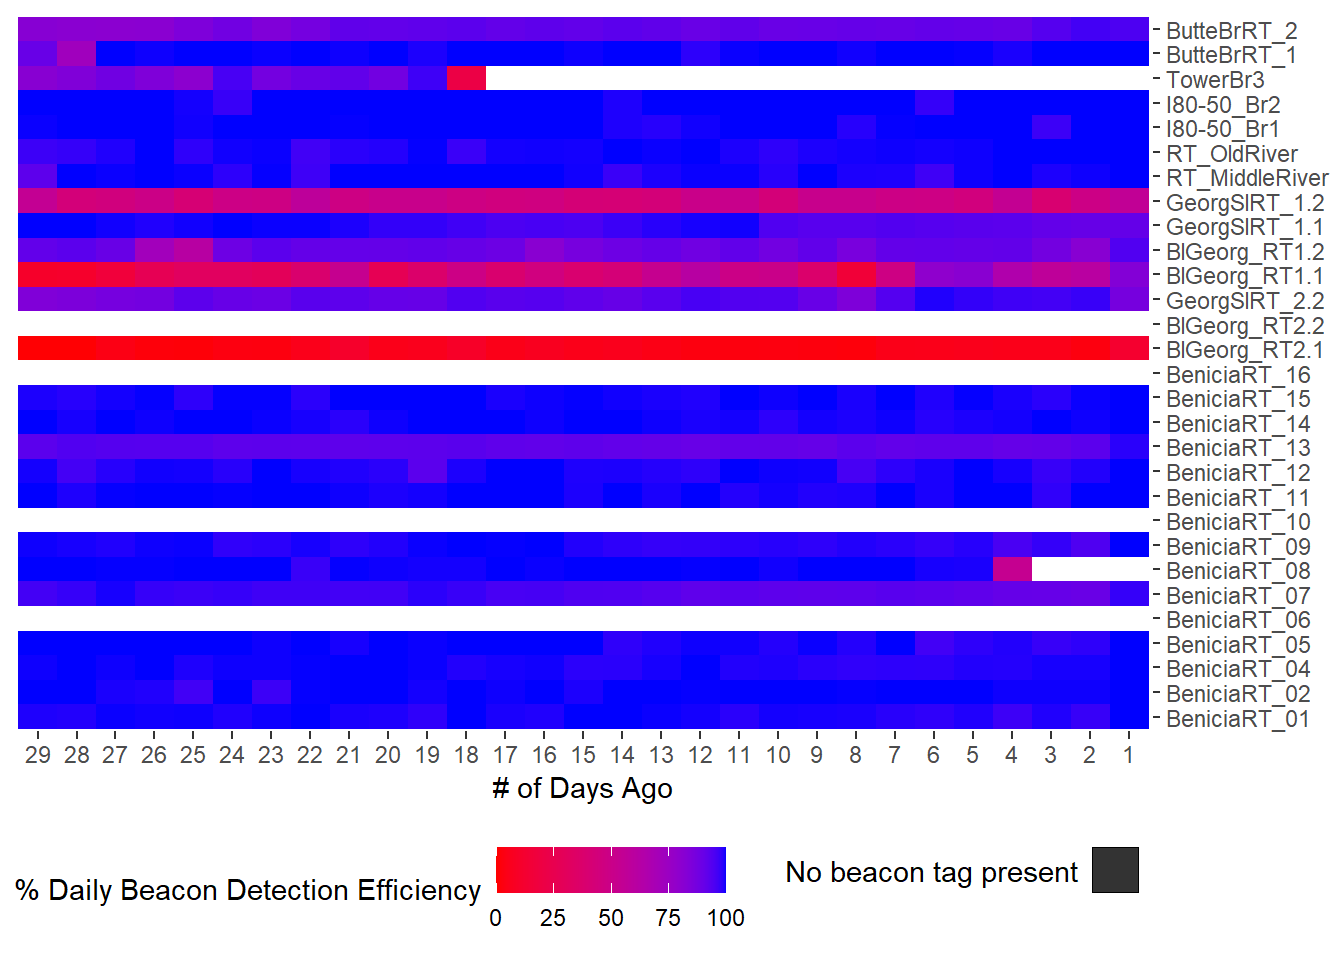 ButteBrRT_2
ButteBrRT_1
TowerBr3
I80-50_Br2
I80-50_Br1
RT_OldRiver
RT_MiddleRiver
GeorgSlRT_1.2
GeorgSlRT_1.1
BlGeorg_RT1.2
BlGeorg_RT1.1
GeorgSlRT_2.2
BlGeorg_RT2.2
BlGeorg_RT2.1
BeniciaRT_16
BeniciaRT_15
BeniciaRT_14
BeniciaRT_13
BeniciaRT_12
BeniciaRT_11
BeniciaRT_10
BeniciaRT_09
BeniciaRT_08
BeniciaRT_07
BeniciaRT_06
BeniciaRT_05
BeniciaRT_04
BeniciaRT_02
BeniciaRT_01
29 28 27 26 25 24 23 22 21 20 19 18 17 16 15 14 13 12 11 10 9 8 7 6 5 4 3 2 1
# of Days Ago
% Daily Beacon Detection Efficiency
0 25 50 75 100
No beacon tag present